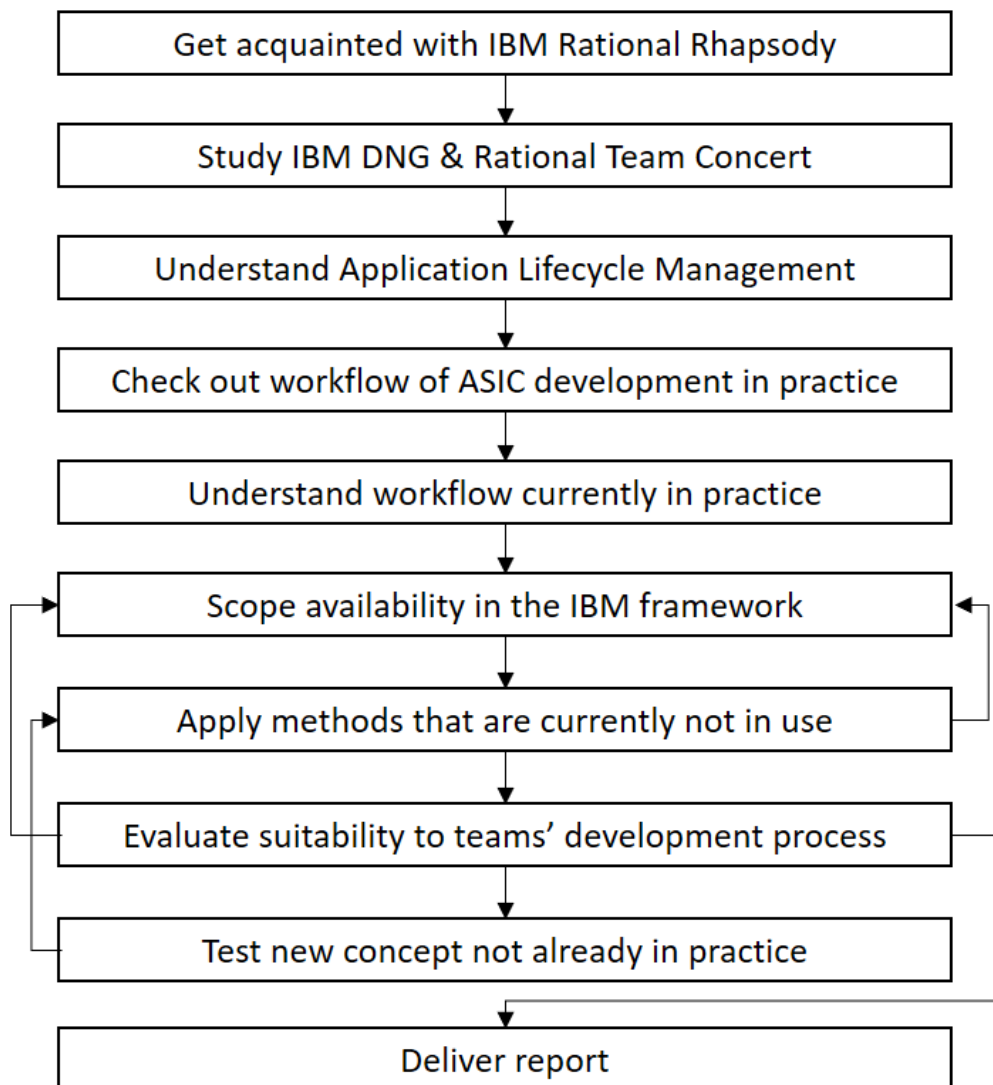 Get acquainted with IBM Rational Rhapsody
Study IBM DNG & Rational Team Concert
Understand Application Lifecycle Management
Check out workflow of ASIC development in practice
Understand workflow currently in practice
Scope availability in the IBM framework
Apply methods that are currently not in use
Evaluate suitability to teams’ development process
Test new concept not already in practice
Deliver report